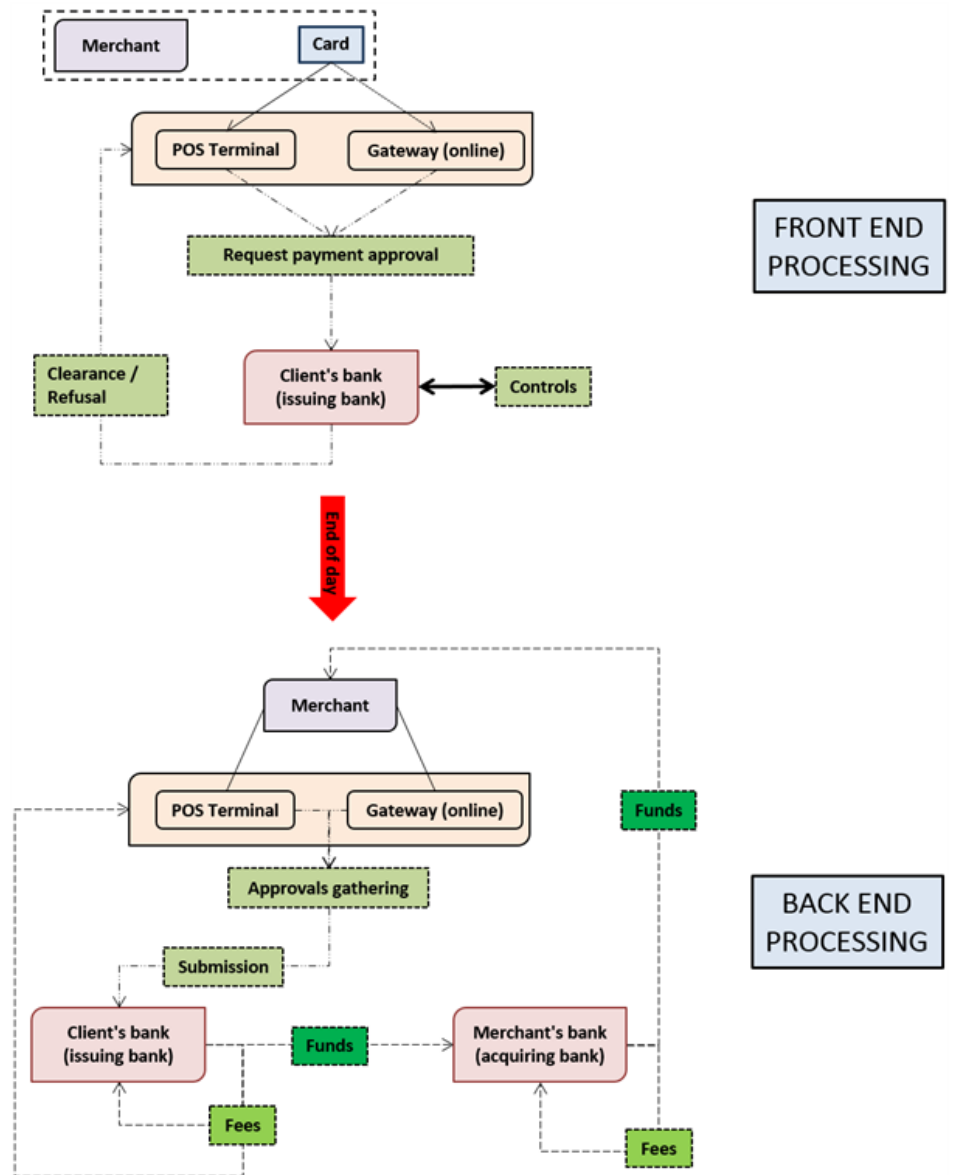 Merchant
Card
POS Terminal
Gateway (online)
Request payment approval
FRONT END
PROCESSING
Clearance /
Refusal
Client's bank
(issuing bank)
Controls
End of day
Merchant
POS Terminal
Gateway (online)
Funds
Approvals gathering
BACK END
PROCESSING
Submission
Client's bank
(issuing bank)
Funds
Merchant's bank
(acquiring bank)
Fees
Fees